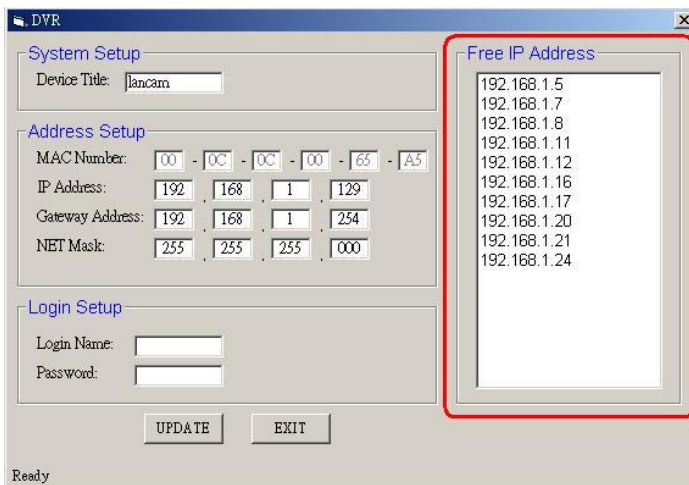 DVR
System Setup
Device Title: lancam
Address Setup
MAC Number: 00 - 0C - 0C - 00 - 65 - A5
IP Address: 192 . 168 . 1 . 129
Gateway Address: 192 . 168 . 1 . 254
NET Mask: 255 . 255 . 255 . 000
Login Setup
Login Name:
Password:
UPDATE EXIT
Ready
Free IP Address
192.168.1.5
192.168.1.7
192.168.1.8
192.168.1.11
192.168.1.12
192.168.1.16
192.168.1.17
192.168.1.20
192.168.1.21
192.168.1.24